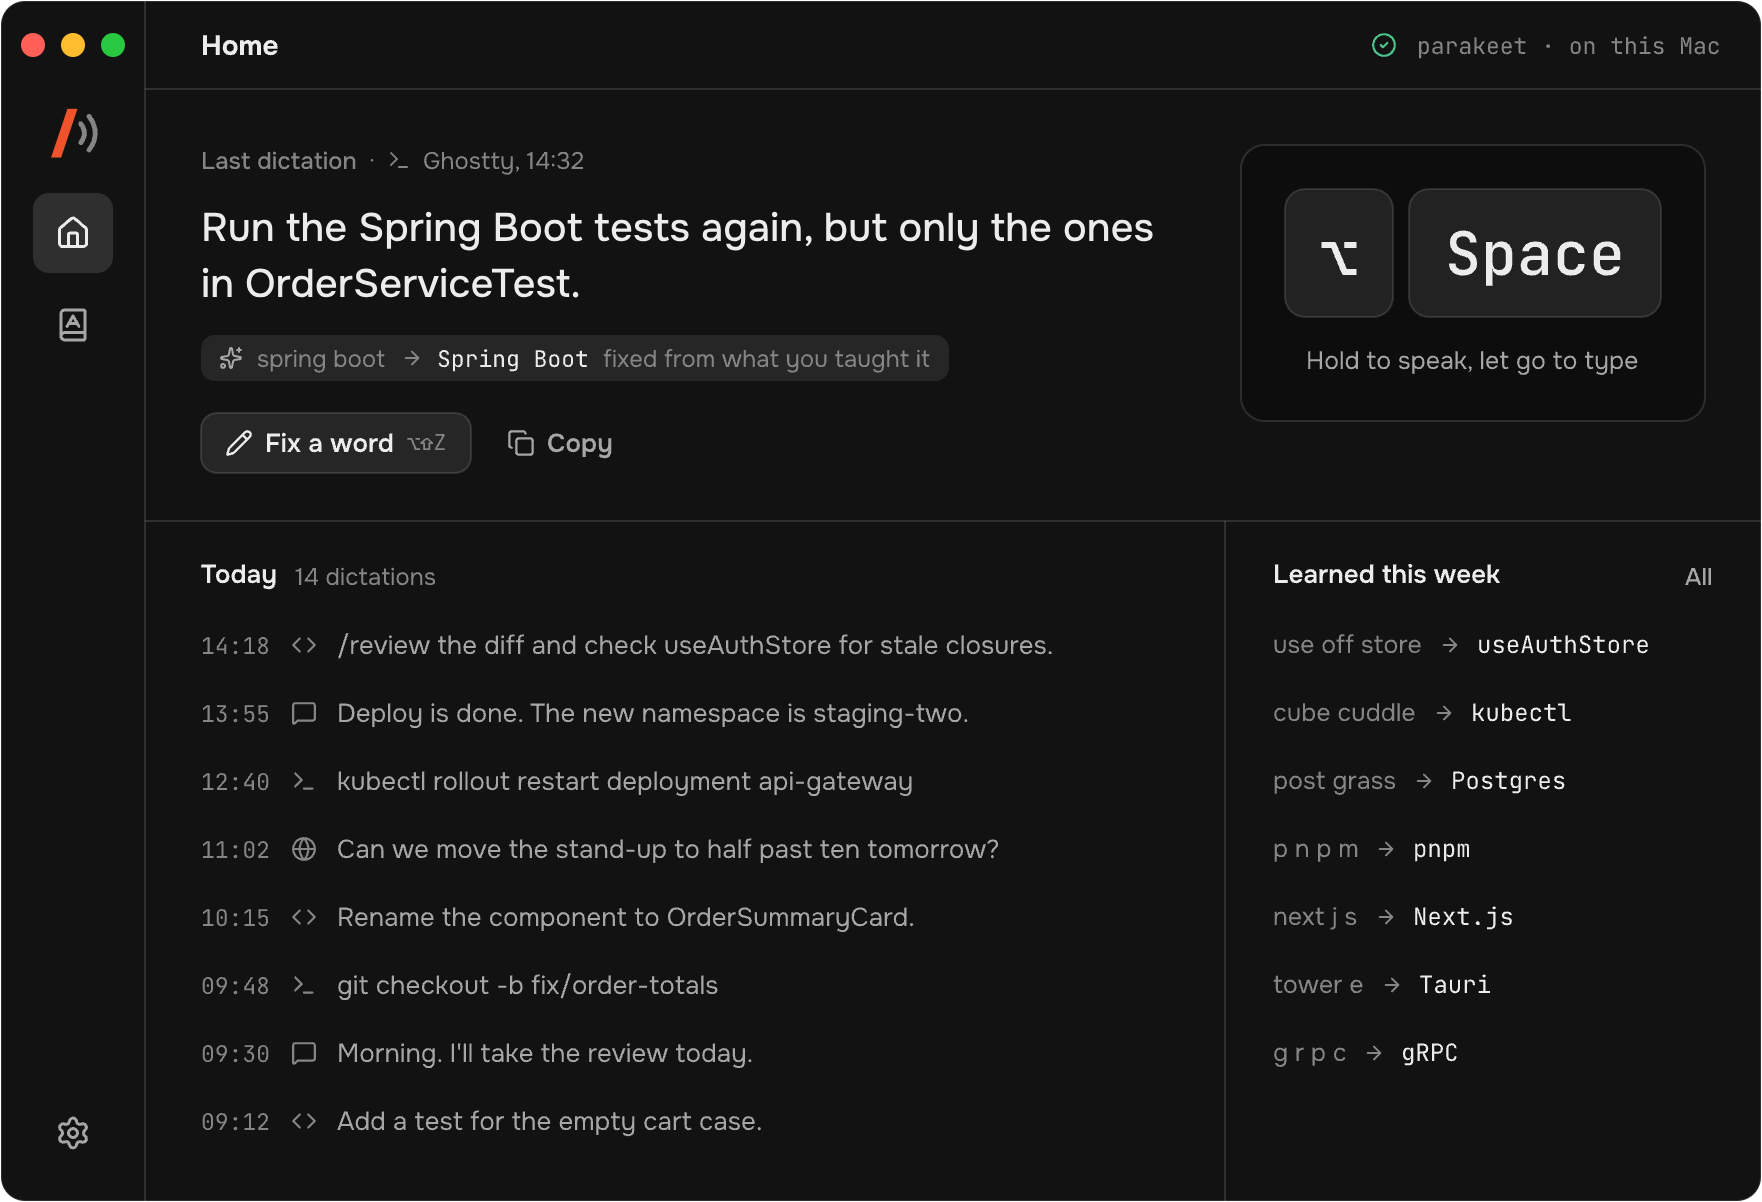 Home
parakeet · on this Mac
Last dictation · Ghostty, 14:32
Run the Spring Boot tests again, but only the ones
in OrderServiceTest.
spring boot → Spring Boot fixed from what you taught it
Fix a word ⌥⇧Z
Copy
⌥ Space
Hold to speak, let go to type
Today 14 dictations
14:18 /review the diff and check useAuthStore for stale closures.
13:55 Deploy is done. The new namespace is staging-two.
12:40 kubectl rollout restart deployment api-gateway
11:02 Can we move the stand-up to half past ten tomorrow?
10:15 Rename the component to OrderSummaryCard.
09:48 git checkout -b fix/order-totals
09:30 Morning. I'll take the review today.
09:12 Add a test for the empty cart case.
Learned this week All
use off store → useAuthStore
cube cuddle → kubectl
post grass → Postgres
p n p m → pnpm
next j s → Next.js
tower e → Tauri
g r p c → gRPC